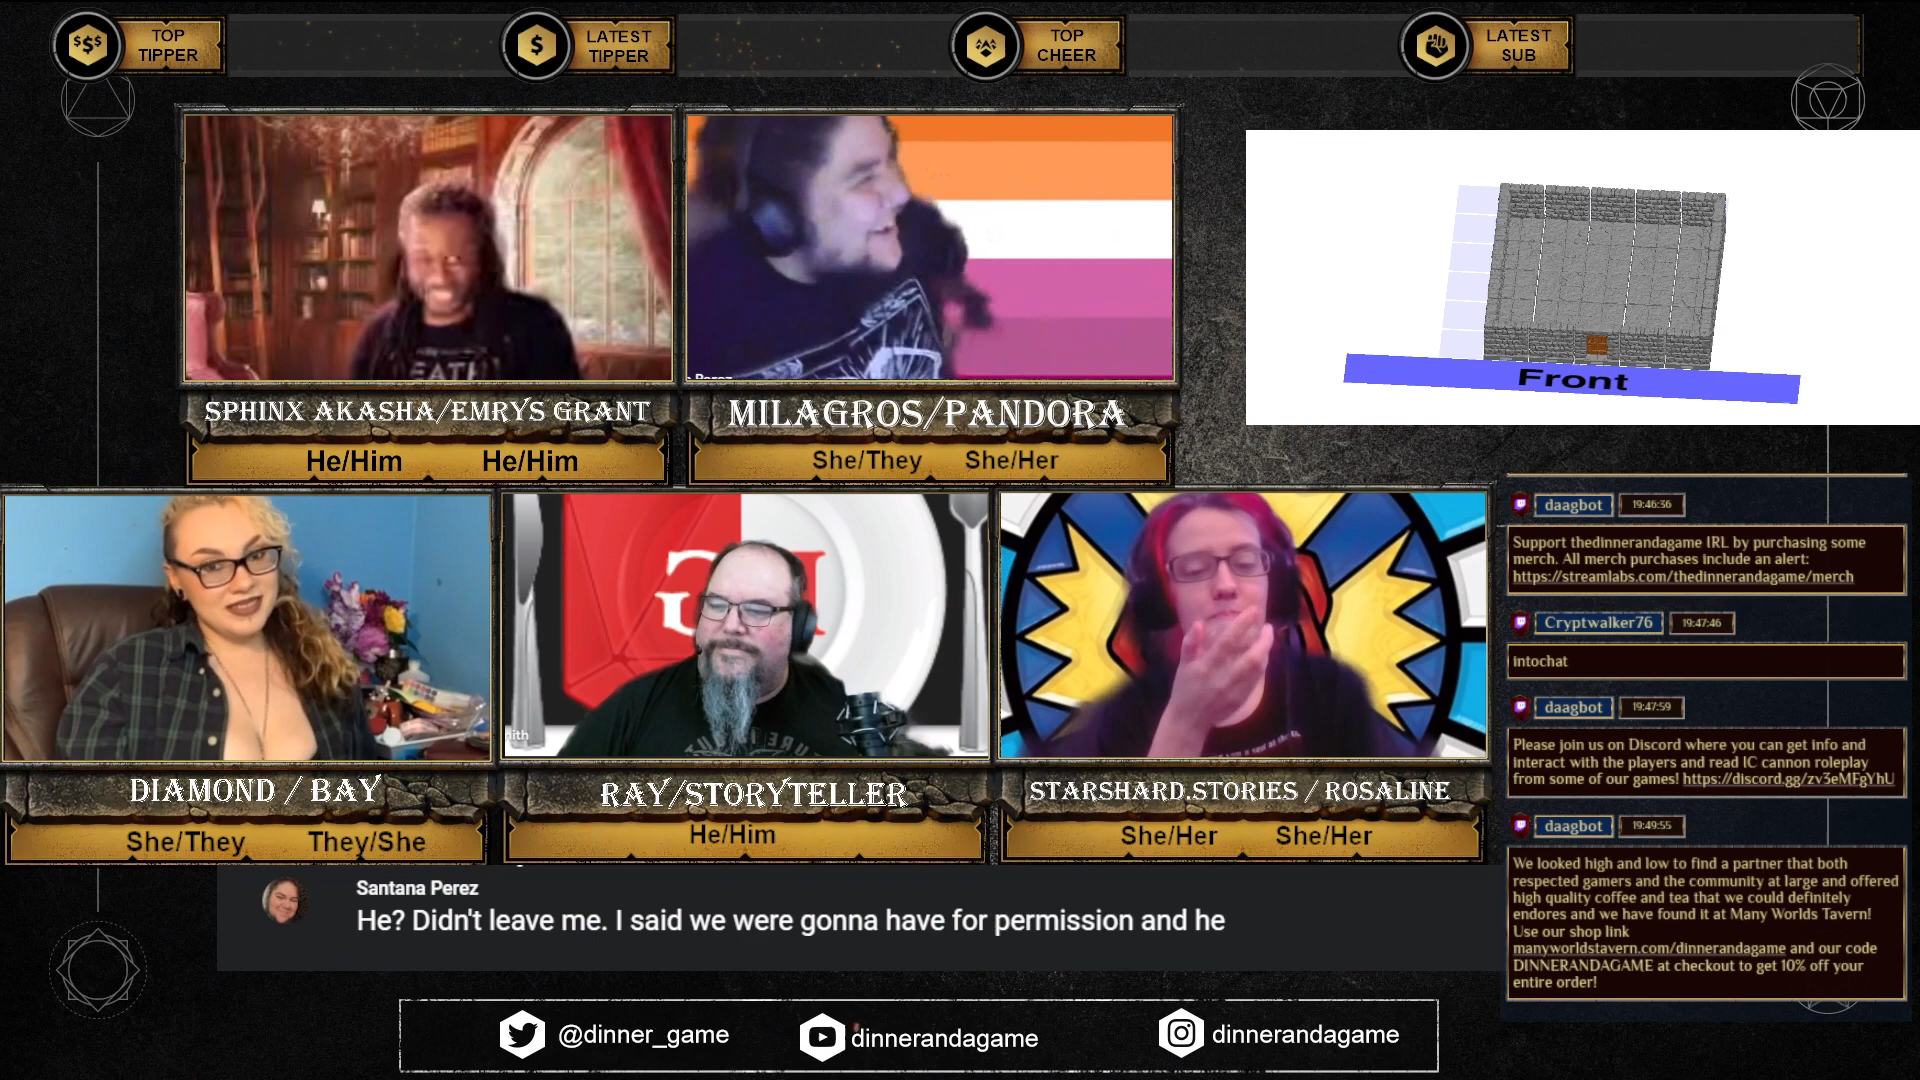 $$$
TOP
TIPPER
$
LATEST
TIPPER
TOP
CHEER
LATEST
SUB
EATH
Perez
Front
SPHINX AKASHA/EMRYS GRANT
He/Him He/Him
MILAGROS/PANDORA
She/They She/Her
DIAMOND / BAY
She/They They/She
RAY/STORYTELLER
He/Him
STARSHARD.STORIES / ROSALINE
She/Her She/Her
daagbot 19:46:36
Support thedinnerandagame IRL by purchasing some
merch. All merch purchases include an alert:
https://streamlabs.com/thedinnerandagame/merch
Cryptwalker76 19:47:46
intochat
daagbot 19:47:59
Please join us on Discord where you can get info and
interact with the players and read IC cannon roleplay
from some of our games! https://discord.gg/zv3eMFgYhU
daagbot 19:49:55
We looked high and low to find a partner that both
respected gamers and the community at large and offered
high quality coffee and tea that we could definitely
endores and we have found it at Many Worlds Tavern!
Use our shop link
manyworldstavern.com/dinnerandagame and our code
DINNERANDAGAME at checkout to get 10% off your
entire order!
Santana Perez
He? Didn't leave me. I said we were gonna have for permission and he
@dinner_game
dinnerandagame
dinnerandagame